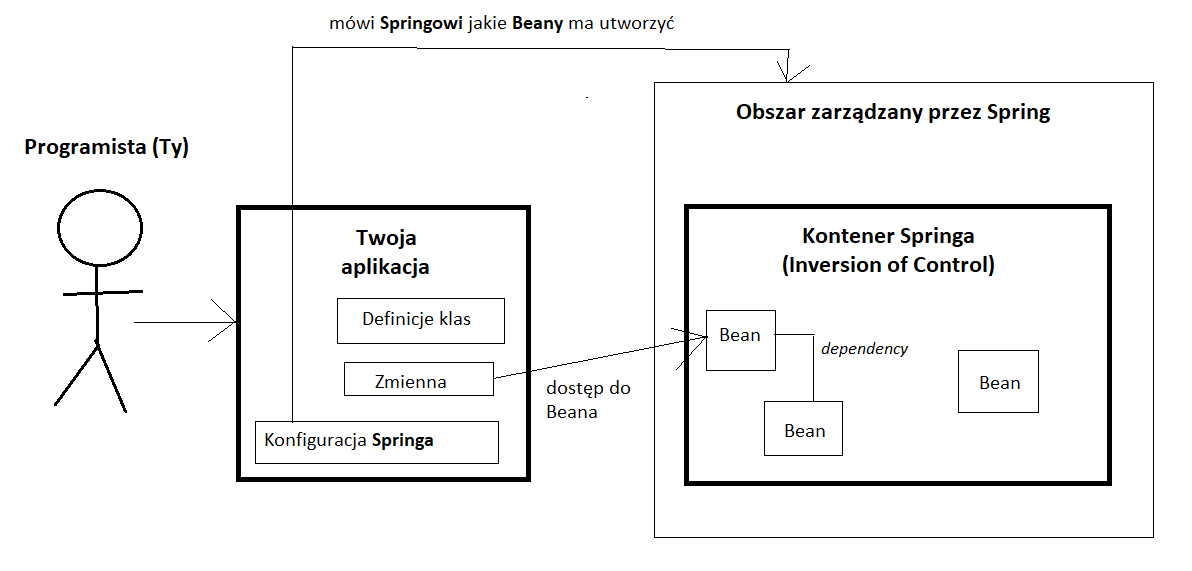 mówi Springowi jakie Beany ma utworzyć
Obszar zarządzany przez Spring
Programista (Ty)
Twoja
aplikacja
Definicje klas
Zmienna
Konfiguracja Springa
dostęp do
Beana
Kontener Springa
(Inversion of Control)
Bean
dependency
Bean
Bean